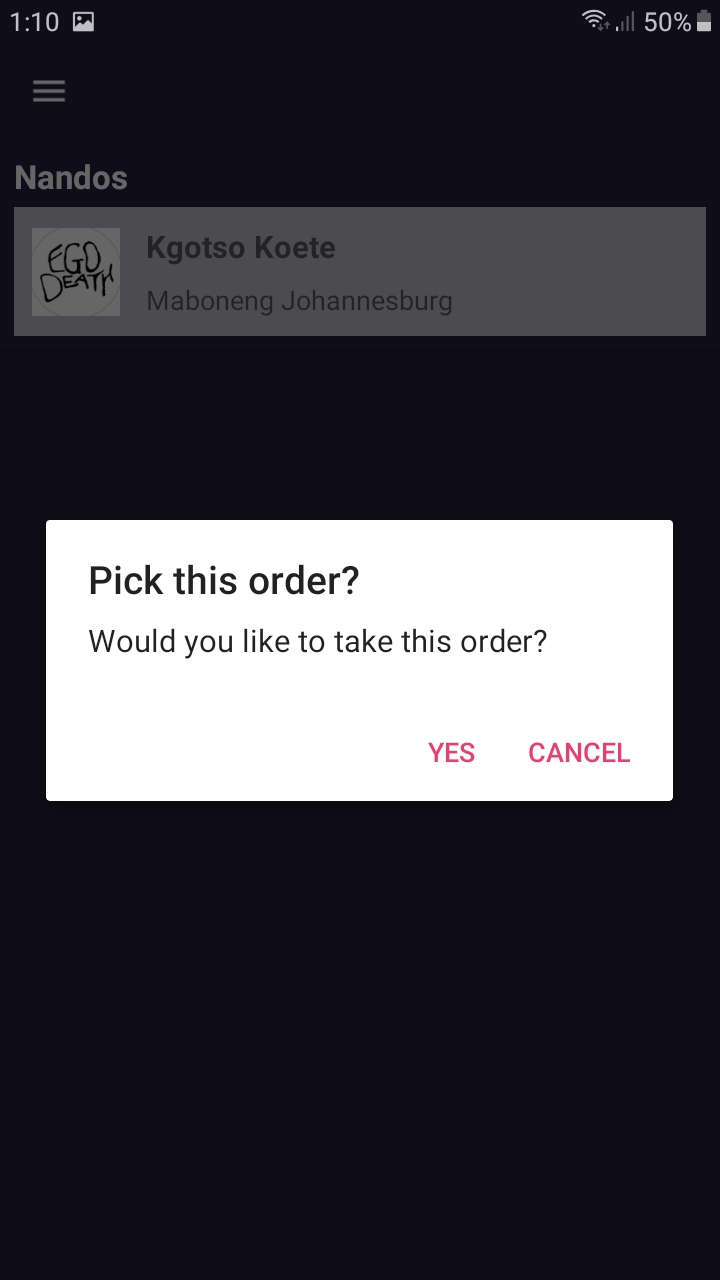 1:10 50%
Nandos
EGO
DEATH
Kgotso Koete
Maboneng Johannesburg
Pick this order?
Would you like to take this order?
YES CANCEL